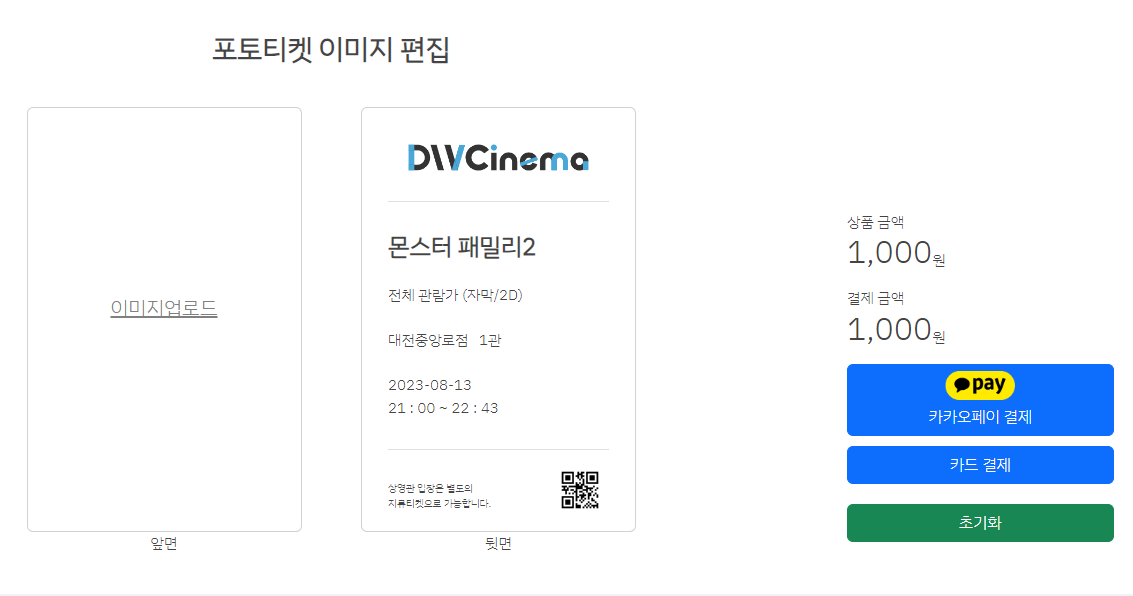 포토티켓 이미지 편집
이미지업로드
앞면
DWCinema
몬스터 패밀리2
전체 관람가 (자막/2D)
대전중앙로점 1관
2023-08-13
21 : 00 ~ 22 : 43
상영관 입장은 별도의
지류티켓으로 가능합니다.
뒷면
상품 금액
1,000원
결제 금액
1,000원
pay
카카오페이 결제
카드 결제
초기화